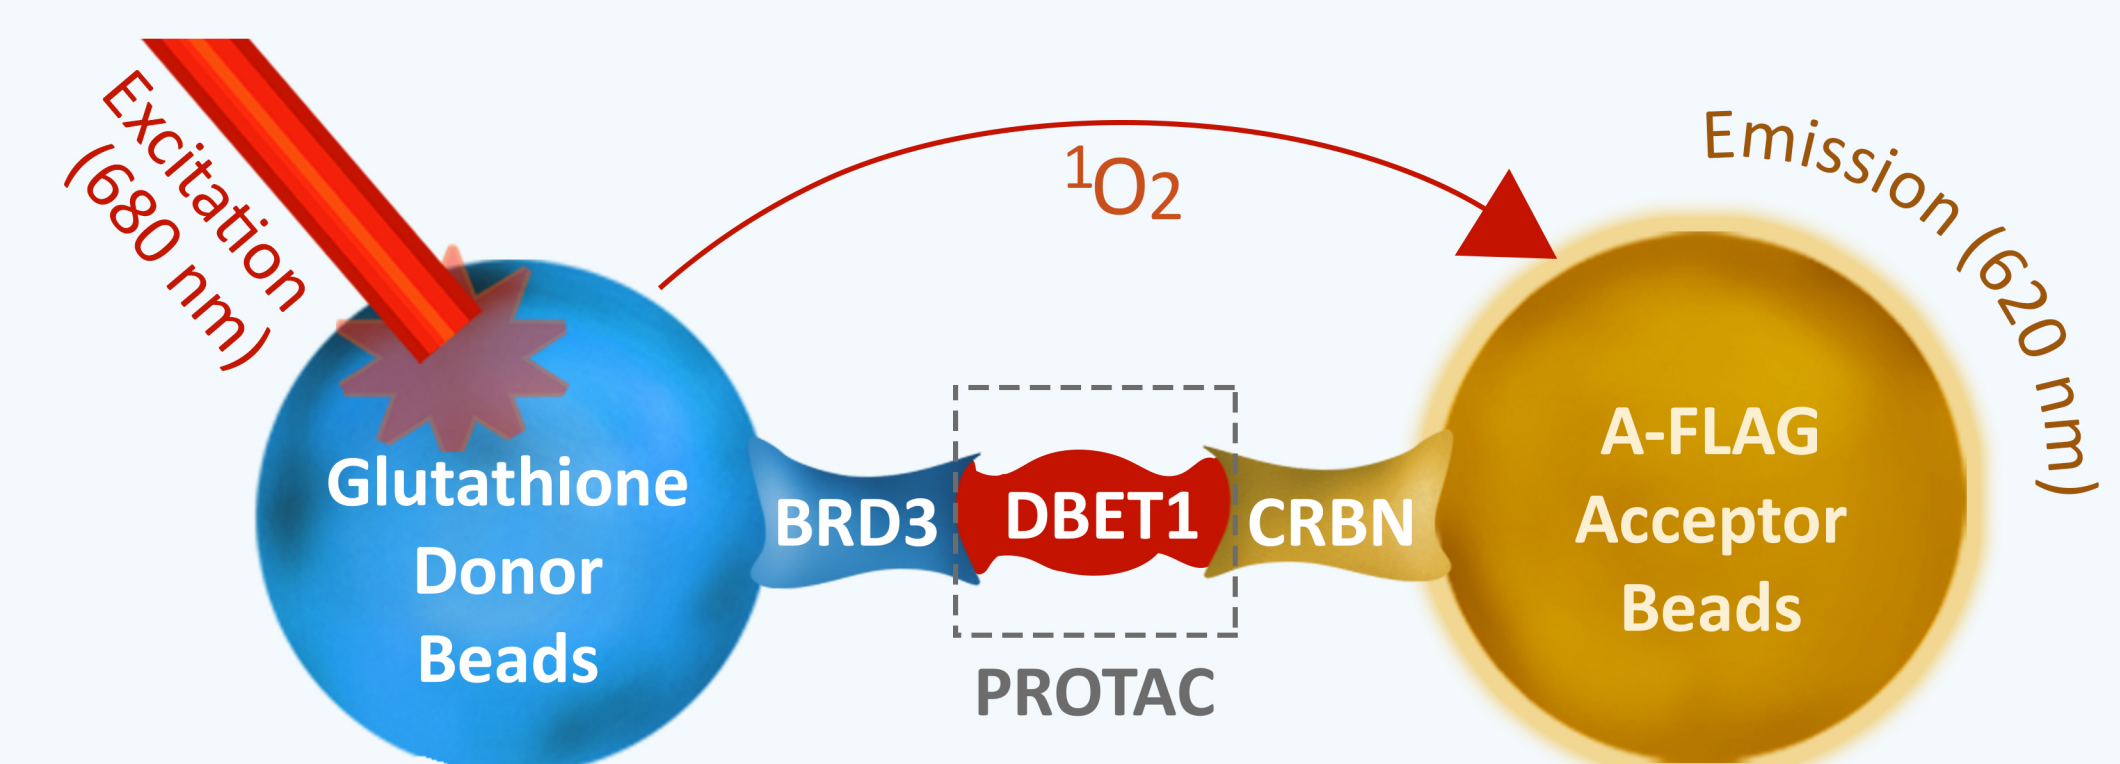 Excitation
(680 nm)
¹O2
Emission (620 nm)
Glutathione
Donor
Beads
BRD3
DBET1
CRBN
A-FLAG
Acceptor
Beads
PROTAC